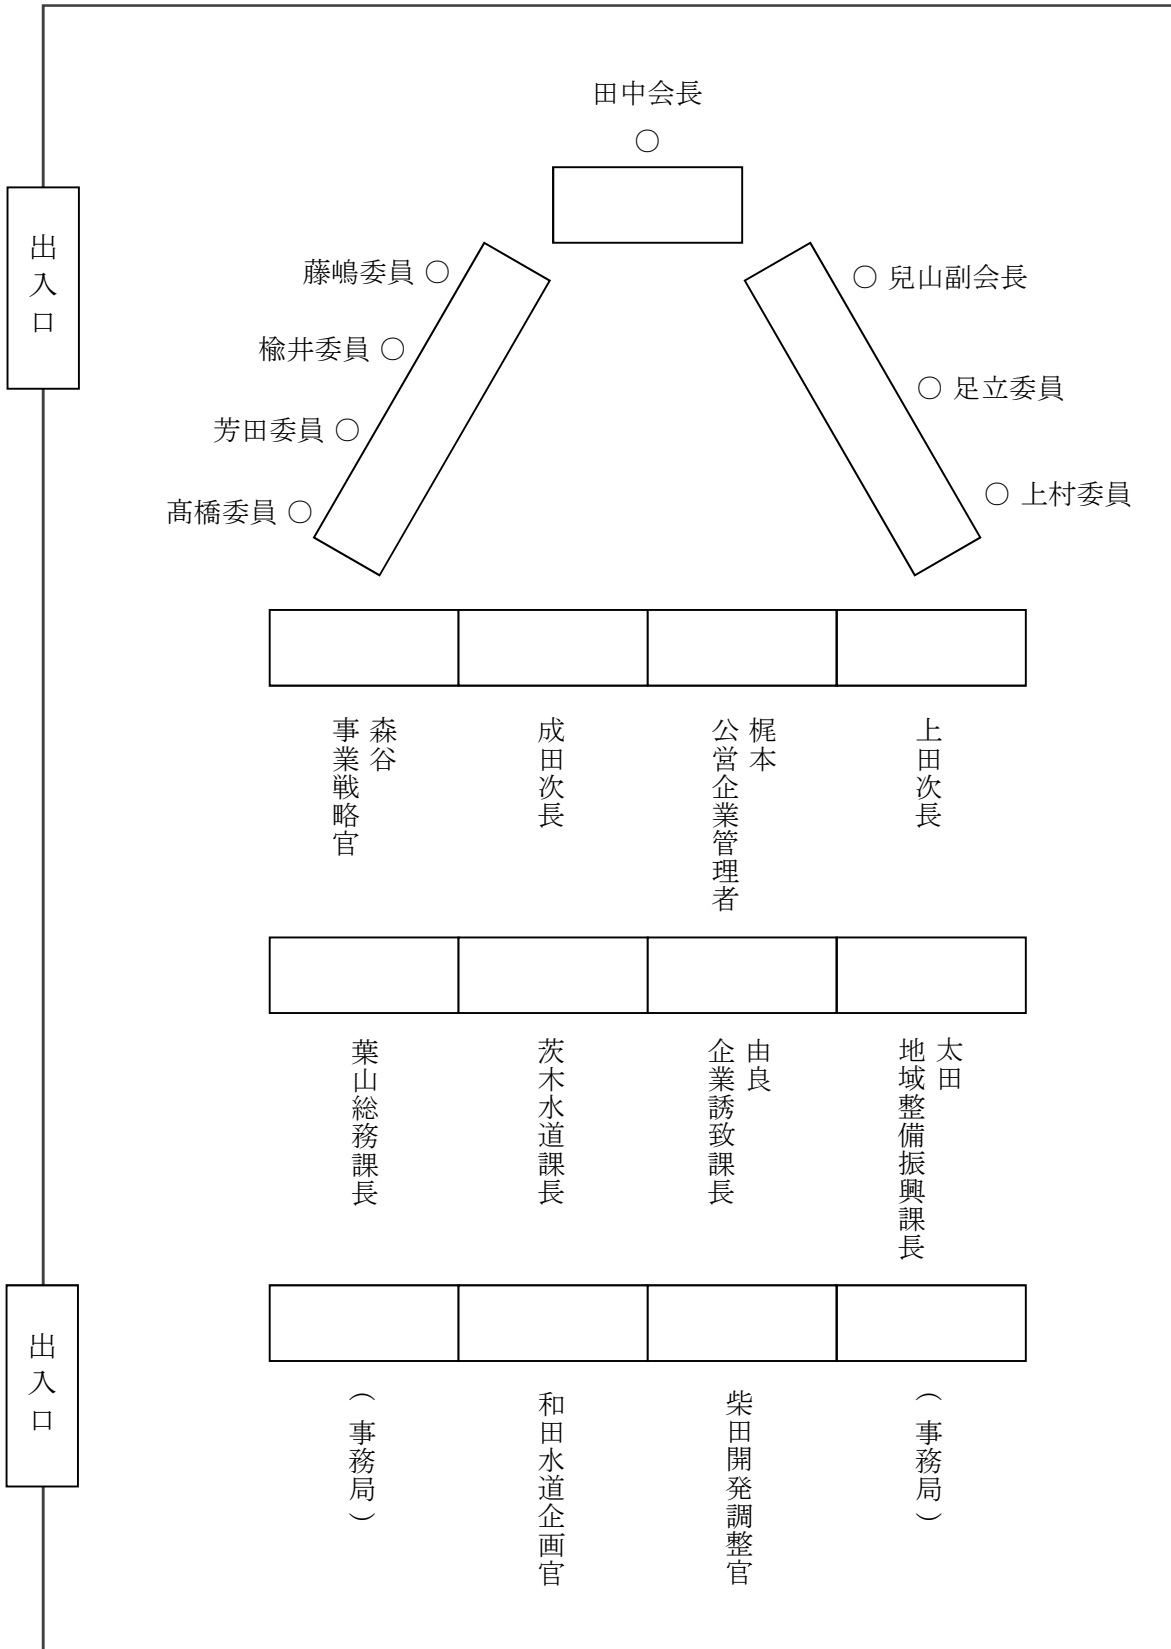 田中会長
○
出入口
藤嶋委員 ○
○ 兒山副会長
楡井委員 ○
○ 足立委員
芳田委員 ○
○ 上村委員
髙橋委員 ○
森谷
事業戦略官
成田次長
梶本
公営企業管理者
上田次長
葉山総務課長
茨木水道課長
由良
企業誘致課長
太田
地域整備振興課長
出入口
（事務局）
和田水道企画官
柴田開発調整官
（事務局）